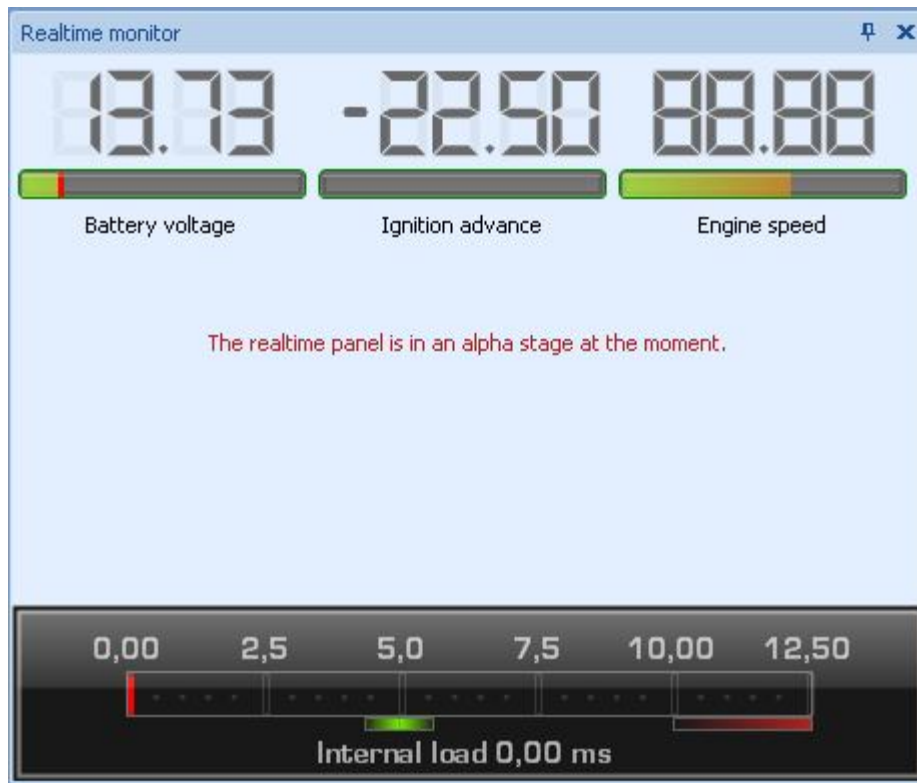 Realtime monitor
13.73 -22.50 88.88
Battery voltage Ignition advance Engine speed
The realtime panel is in an alpha stage at the moment.
0,00 2,5 5,0 7,5 10,00 12,50
Internal load 0,00 ms